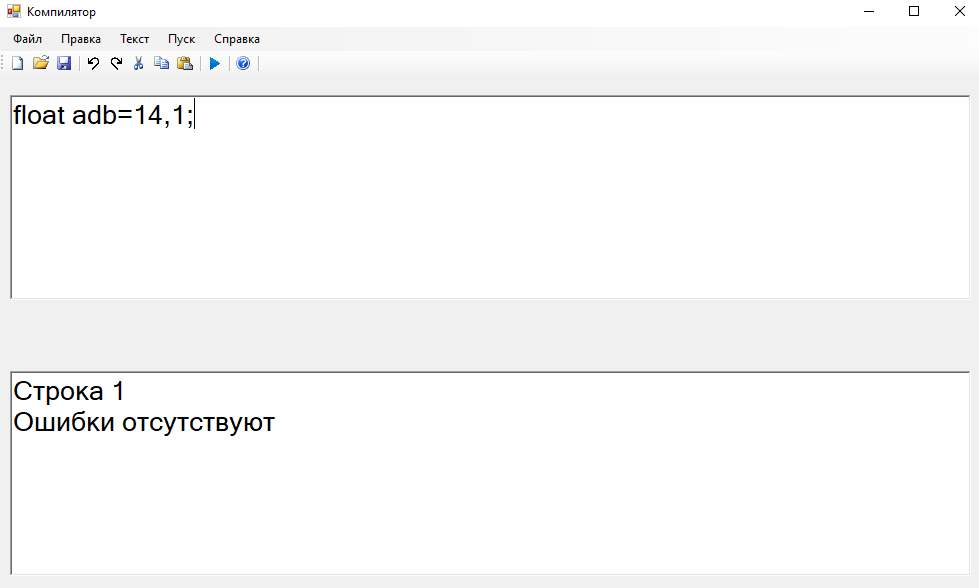 Компилятор
Файл Правка Текст Пуск Справка
float adb=14,1;
Строка 1
Ошибки отсутствуют